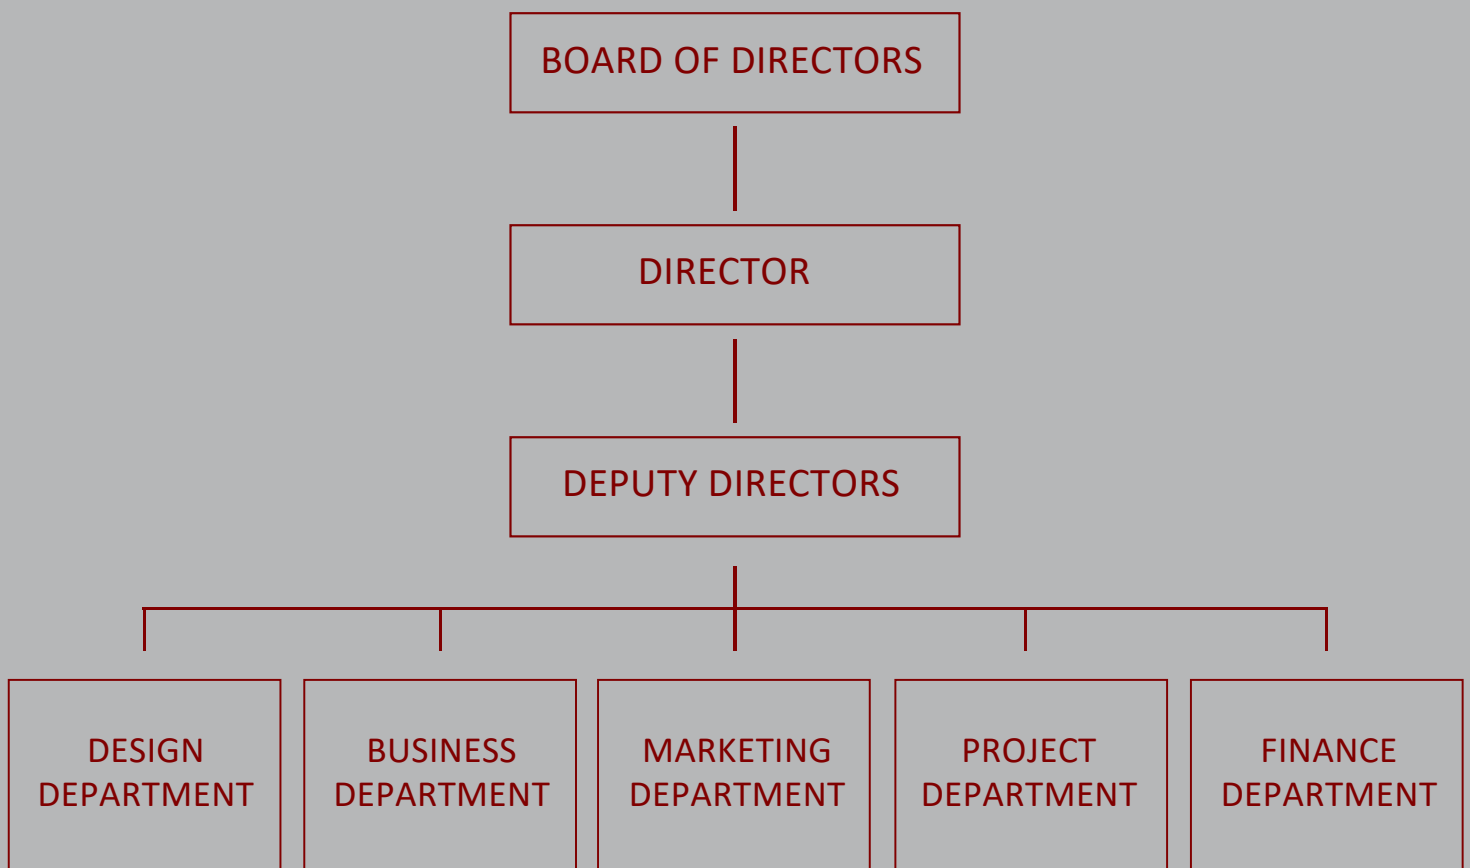 BOARD OF DIRECTORS
DIRECTOR
DEPUTY DIRECTORS
DESIGN
DEPARTMENT
BUSINESS
DEPARTMENT
MARKETING
DEPARTMENT
PROJECT
DEPARTMENT
FINANCE
DEPARTMENT